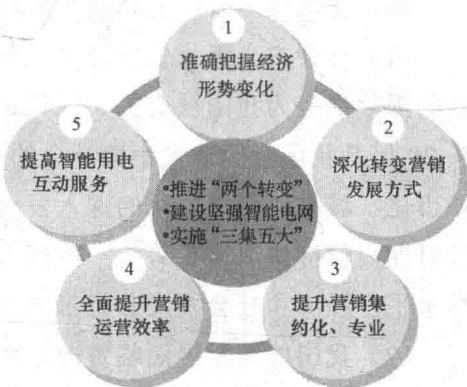 1
准确把握经济
形势变化
2
深化转变营销
发展方式
3
提升营销集
约化、专业
4
全面提升营销
运营效率
5
提高智能用电
互动服务
•推进“两个转变”
•建设坚强智能电网
•实施“三集五大”